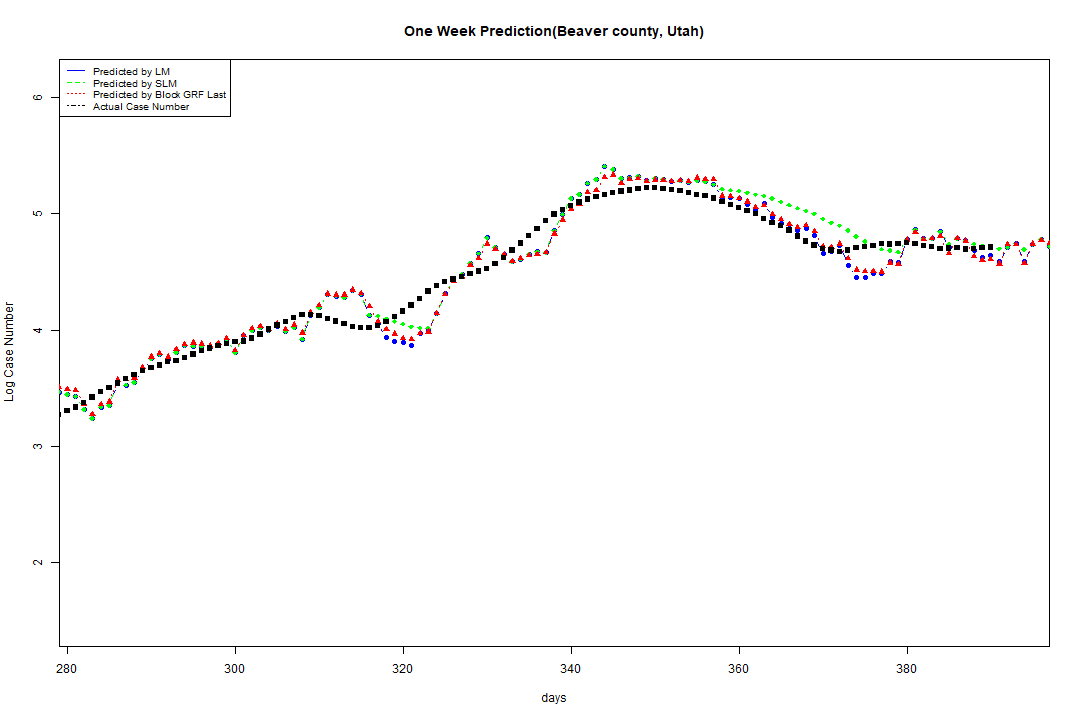 One Week Prediction(Beaver county, Utah)
Predicted by LM
Predicted by SLM
Predicted by Block GRF Last
Actual Case Number
6
5
4
3
2
Log Case Number
280 300 320 340 360 380
days